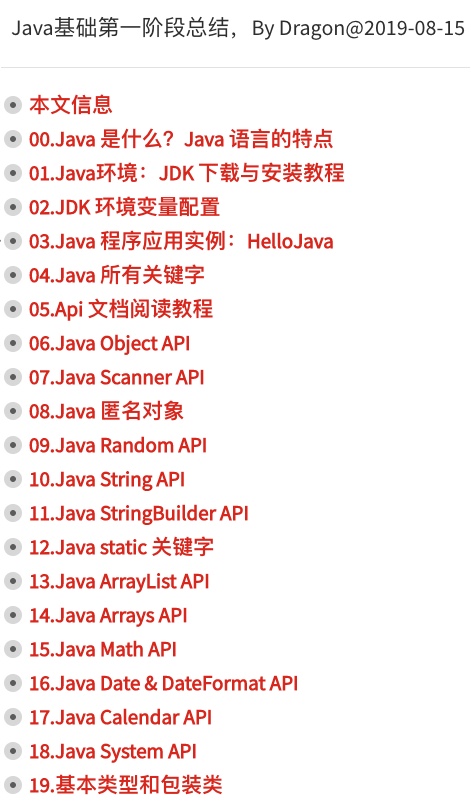 Java基础第一阶段总结，By Dragon@2019-08-15
本文信息
00.Java 是什么？Java 语言的特点
01.Java环境：JDK 下载与安装教程
02.JDK 环境变量配置
03.Java 程序应用实例：HelloJava
04.Java 所有关键字
05.Api 文档阅读教程
06.Java Object API
07.Java Scanner API
08.Java 匿名对象
09.Java Random API
10.Java String API
11.Java StringBuilder API
12.Java static 关键字
13.Java ArrayList API
14.Java Arrays API
15.Java Math API
16.Java Date & DateFormat API
17.Java Calendar API
18.Java System API
19.基本类型和包装类